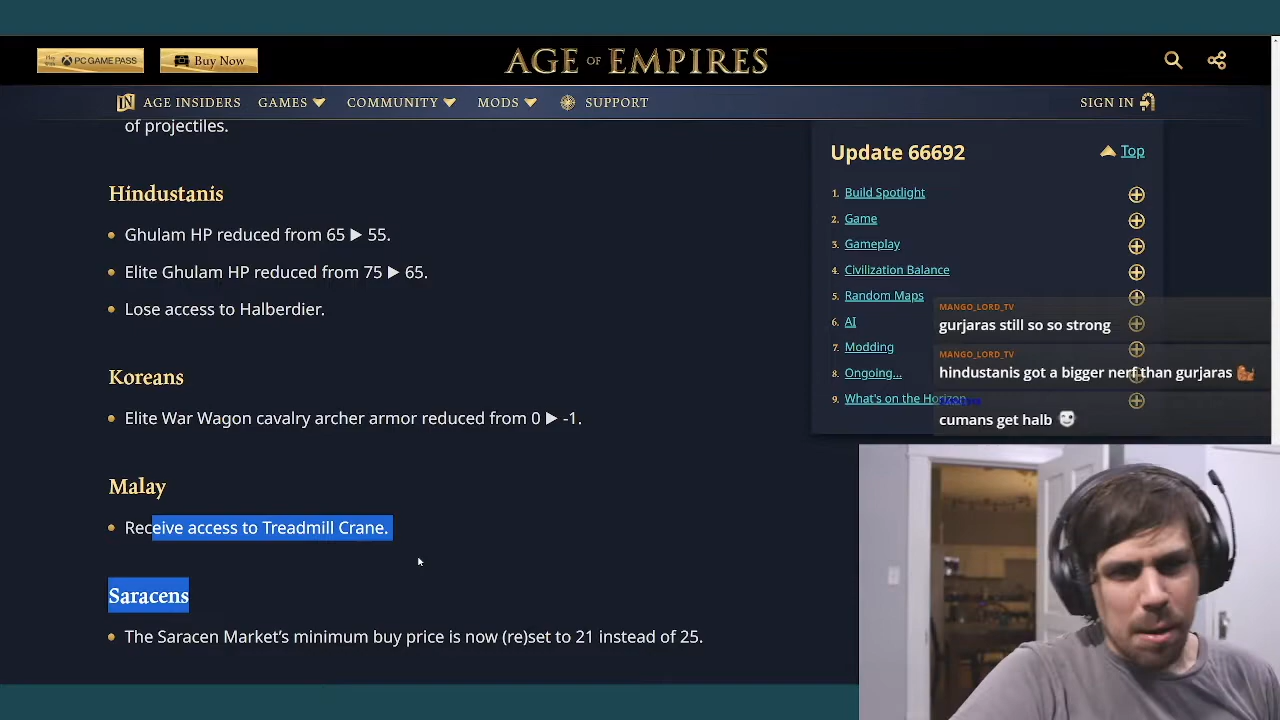 PC GAME PASS
Buy Now
AGE OF EMPIRES
AGE INSIDERS
GAMES
COMMUNITY
MODS
SUPPORT
SIGN IN
of projectiles.
Hindustanis
Ghulam HP reduced from 65 ▶ 55.
Elite Ghulam HP reduced from 75 ▶ 65.
Lose access to Halberdier.
Koreans
Elite War Wagon cavalry archer armor reduced from 0 ▶ -1.
Malay
Receive access to Treadmill Crane.
Saracens
The Saracen Market's minimum buy price is now (re)set to 21 instead of 25.
Update 66692
Top
1. Build Spotlight
2. Game
3. Gameplay
4. Civilization Balance
5. Random Maps
6. AI
7. Modding
8. Ongoing...
9. What's on the Horizon
MANGO_LORD_TV
gurjaras still so so strong
MANGO_LORD_TV
hindustanis got a bigger nerf than gurjaras
cumans get halb